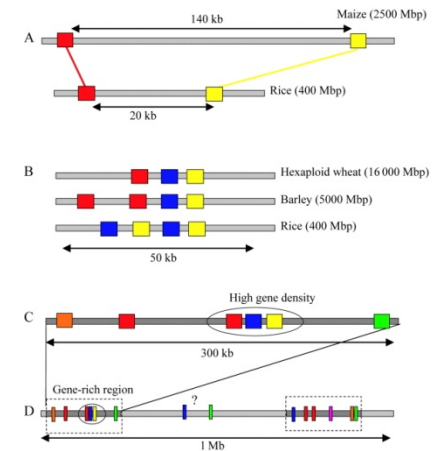 140 kb
Maize (2500 Mbp)
A
Rice (400 Mbp)
20 kb
B
Hexaploid wheat (16 000 Mbp)
Barley (5000 Mbp)
Rice (400 Mbp)
50 kb
High gene density
C
300 kb
Gene-rich region
?
D
1 Mb